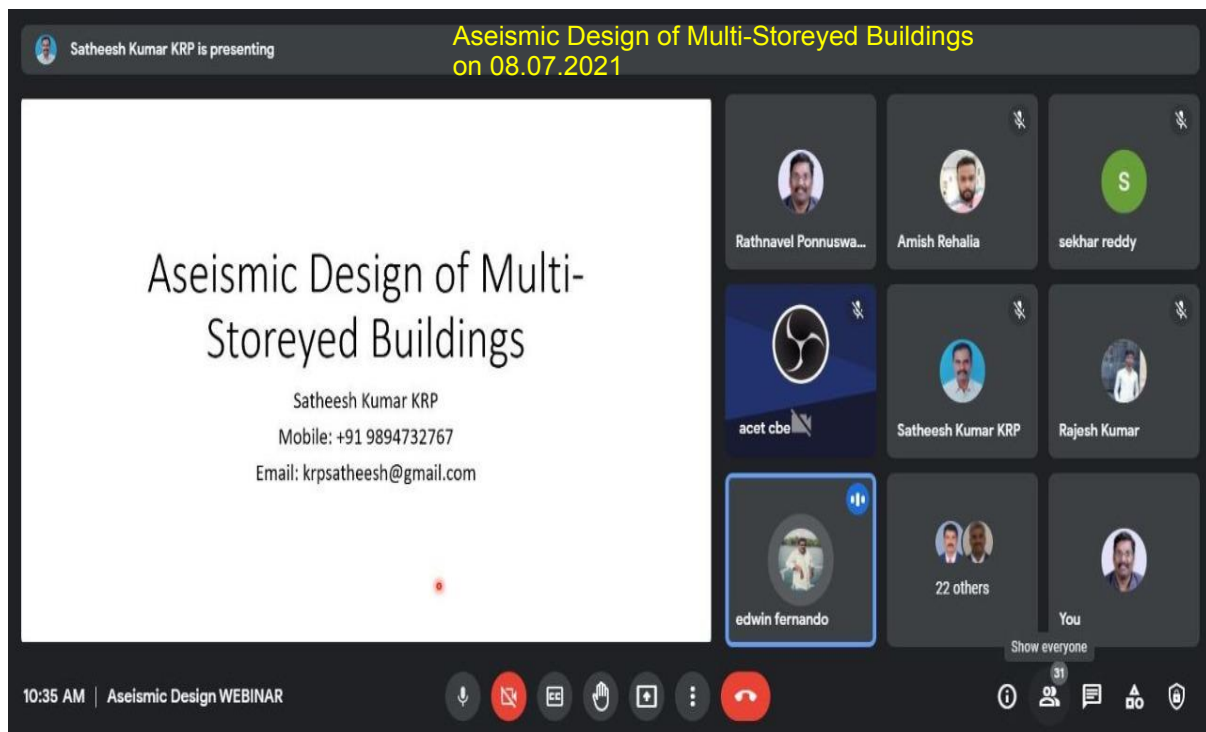 Satheesh Kumar KRP is presenting
Aseismic Design of Multi-Storeyed Buildings
on 08.07.2021
Aseismic Design of Multi-
Storeyed Buildings
Satheesh Kumar KRP
Mobile: +91 9894732767
Email: krpsatheesh@gmail.com
Rathnavel Ponnuswa...
Amish Rehalia
S
sekhar reddy
acet cbe
Satheesh Kumar KRP
Rajesh Kumar
edwin fernando
22 others
You
Show everyone
31
10:35 AM | Aseismic Design WEBINAR
CC